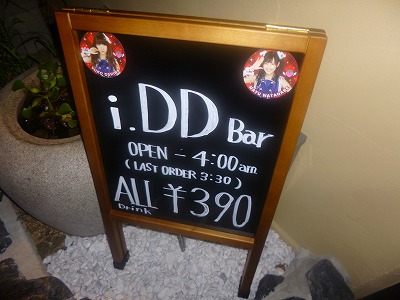 i.DD Bar
OPEN - 4:00am
(LAST ORDER 3:30)
ALL ¥390
Drink